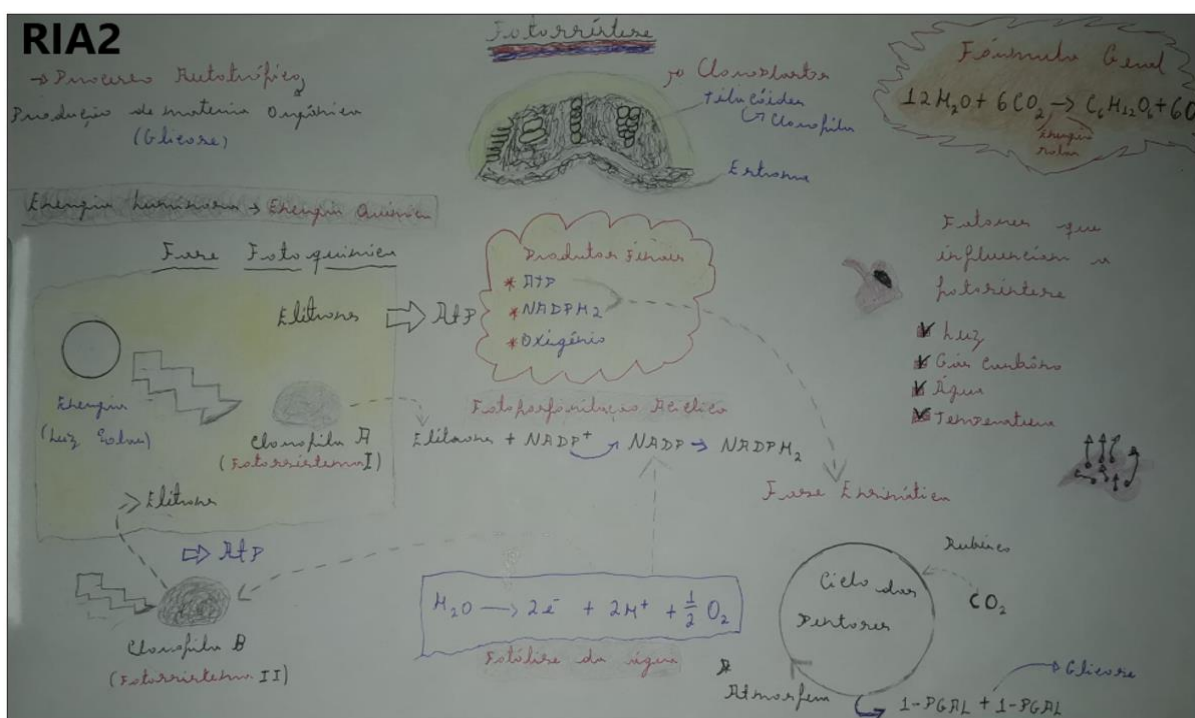 RIA2
Fotossíntese
→ Processo Autotrófico
Produção de matéria Orgânica
(Glicose)
Energia Luminosa → Energia Química
→ Cloroplastos
Tilacóides
↳ Clorofila
Estroma
Fórmula Geral
12H₂O + 6CO₂ → C₆H₁₂O₆ + 6O
Energia
solar
Fase Fotoquímica
Elétrons ⇒ AtP
Energia
(Luz Solar)
Clorofila A
(Fotossistema I)
Elétrons
⇒ AtP
Clorofila B
(Fotossistema II)
Produtos Finais
* ATP
* NADPH2
* Oxigênio
Fotofosforilação Acíclica
Elétrons + NADP⁺ → NADP → NADPH₂
H₂O → 2é + 2H⁺ + 1/2 O₂
Fotólise da água
Fatores que
influenciam a
fotossíntese
Luz
Gás Carbôno
Água
Temperatura
Fase Enzimática
Ciclo das
Pentoses
CO₂
Atmosfera
1-PGAL + 1-PGAL
→ Glicose